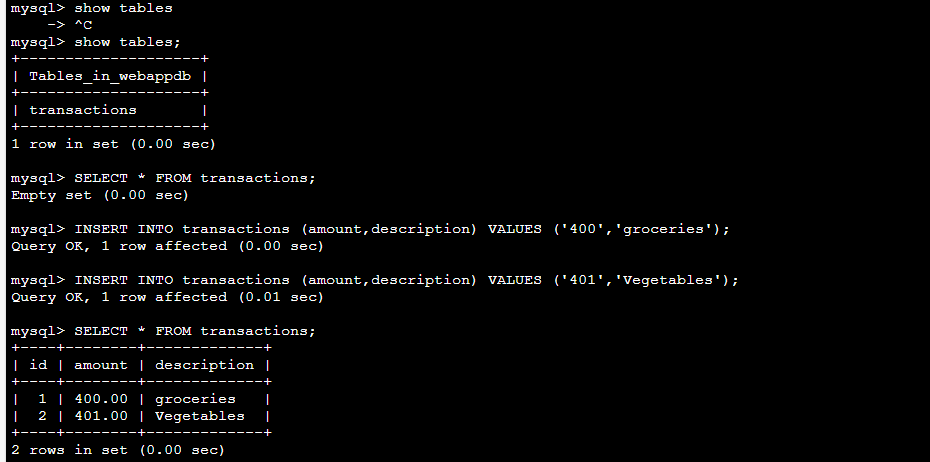 mysql> show tables
    -> ^C
mysql> show tables;
+--------------------+
| Tables_in_webappdb |
+--------------------+
| transactions       |
+--------------------+
1 row in set (0.00 sec)

mysql> SELECT * FROM transactions;
Empty set (0.00 sec)

mysql> INSERT INTO transactions (amount,description) VALUES ('400','groceries');
Query OK, 1 row affected (0.00 sec)

mysql> INSERT INTO transactions (amount,description) VALUES ('401','Vegetables');
Query OK, 1 row affected (0.01 sec)

mysql> SELECT * FROM transactions;
+----+--------+-------------+
| id | amount | description |
+----+--------+-------------+
|  1 | 400.00 | groceries   |
|  2 | 401.00 | Vegetables  |
+----+--------+-------------+
2 rows in set (0.00 sec)